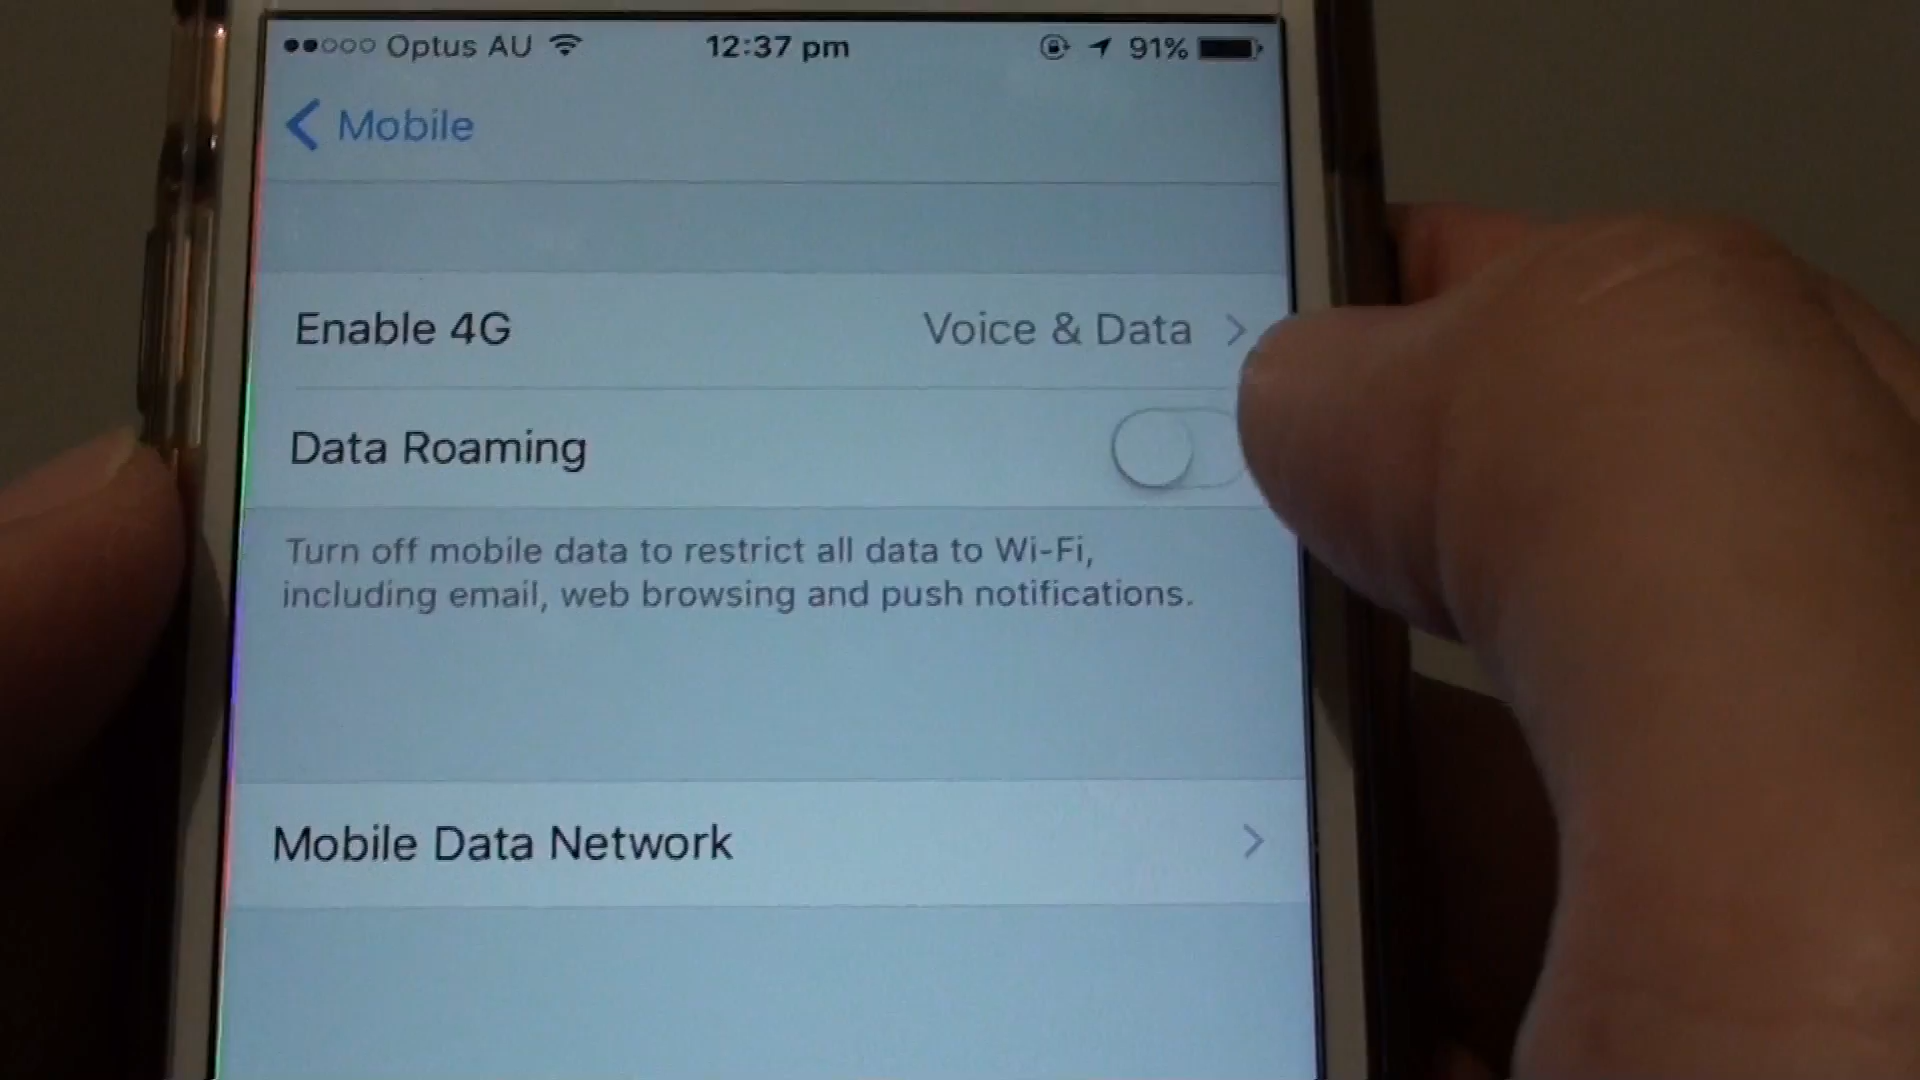 Optus AU 12:37 pm 91%
Mobile
Enable 4G Voice & Data
Data Roaming
Turn off mobile data to restrict all data to Wi-Fi,
including email, web browsing and push notifications.
Mobile Data Network